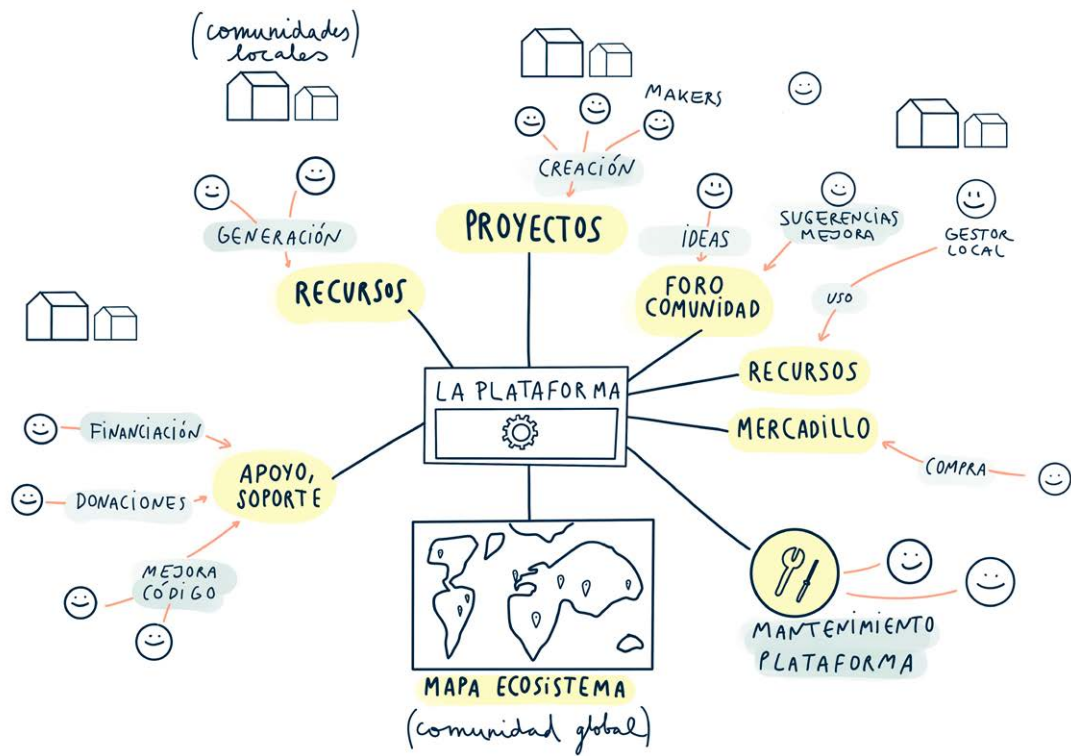 (comunidades
locales)
MAKERS
CREACIÓN
PROYECTOS
GENERACIÓN
RECURSOS
IDEAS
SUGERENCIAS
MEJORA
GESTOR
LOCAL
FORO
COMUNIDAD
USO
RECURSOS
LA PLATAFORMA
MERCADILLO
COMPRA
FINANCIACIÓN
APOYO,
SOPORTE
DONACIONES
MEJORA
CÓDIGO
MANTENIMIENTO
PLATAFORMA
MAPA ECOSISTEMA
(comunidad global)